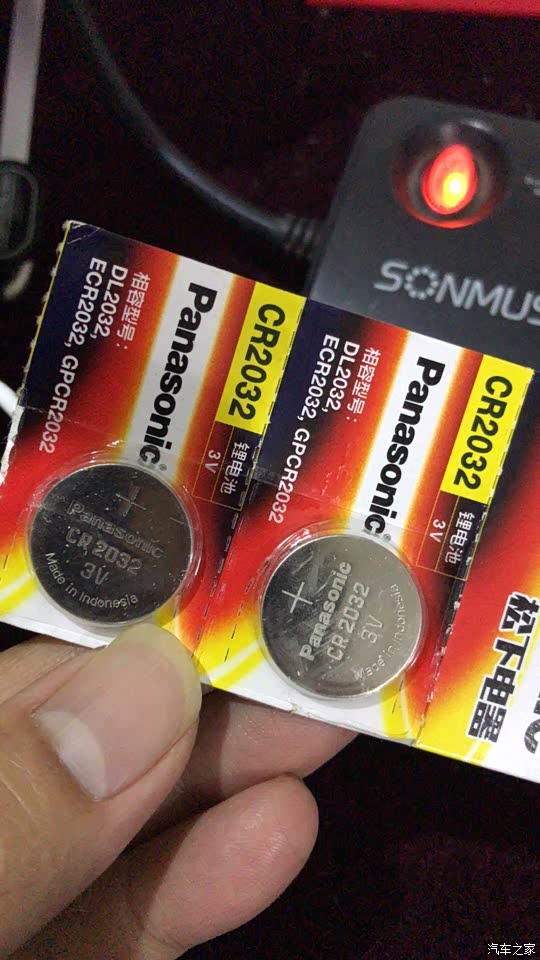 SONMUS
CR2032
锂电池
3V
Panasonic
相容型号：
DL2032,
ECR2032, GPCR2032
Panasonic
CR 2032
3V
Made in Indonesia
CR2032
锂电池
3V
Panasonic
相容型号：
DL2032,
ECR2032, GPCR2032
Panasonic
CR 2032
3V
Made in Indonesia
松下电器
汽车之家